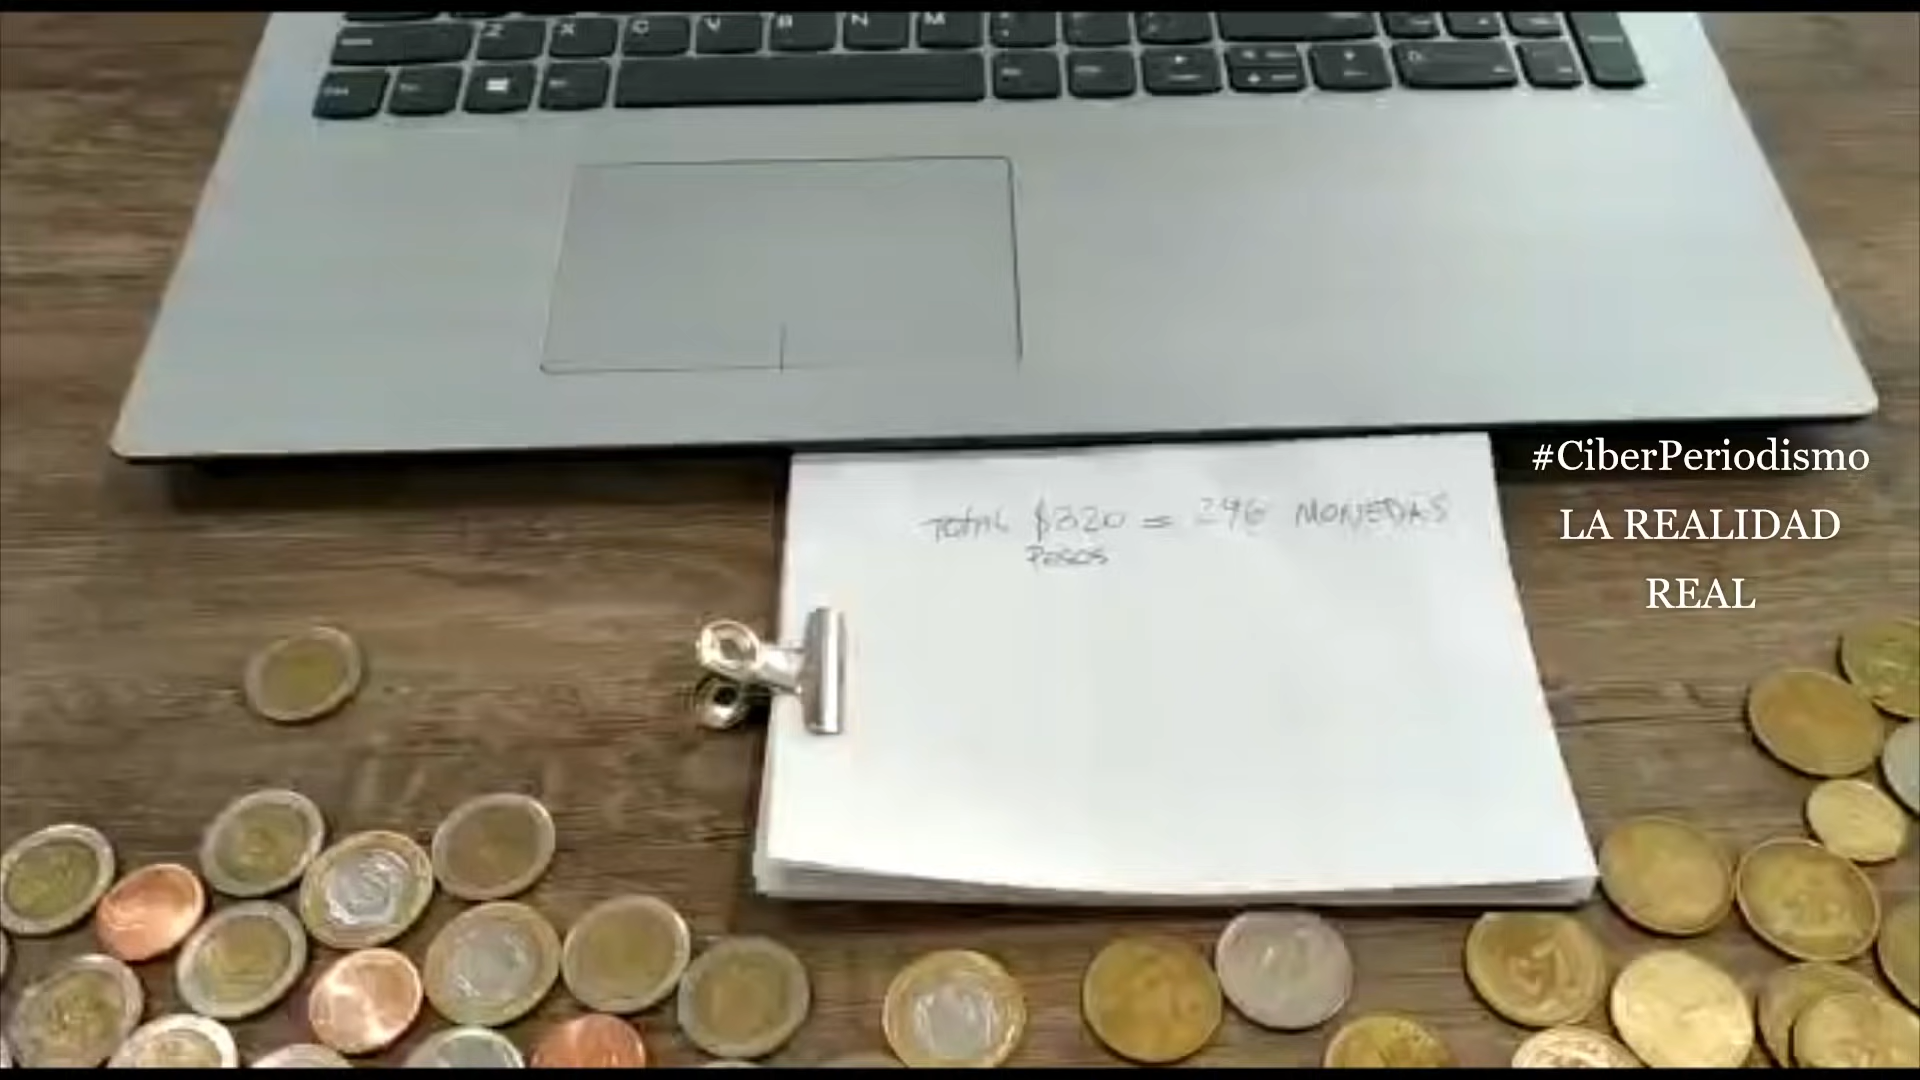 Z X C V B N M
TOTAL $320 = 296 MONEDAS
PESOS
#CiberPeriodismo
LA REALIDAD
REAL